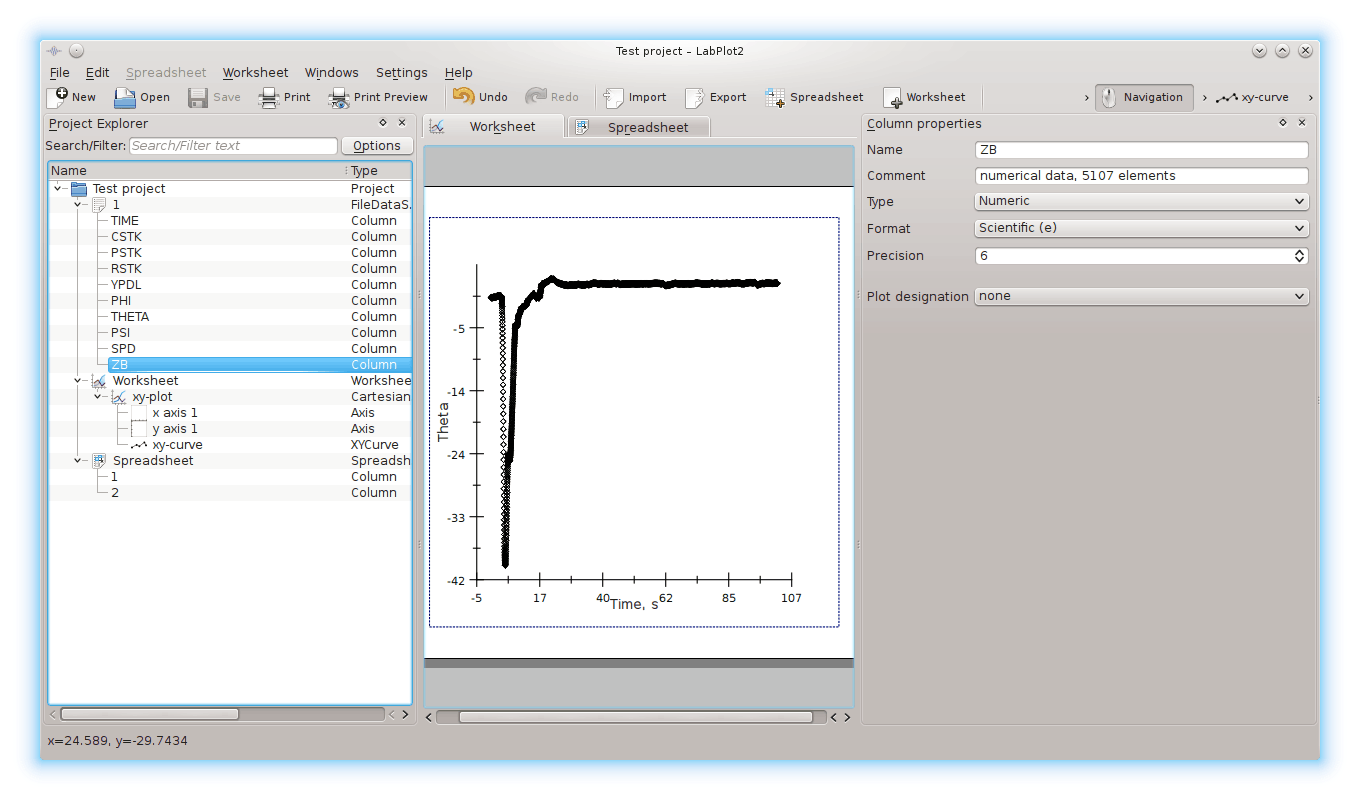 Test project – LabPlot2
File Edit Spreadsheet Worksheet Windows Settings Help
New Open Save Print Print Preview Undo Redo Import Export Spreadsheet Worksheet Navigation xy-curve
Project Explorer
Search/Filter: Search/Filter text Options
Name Type
Test project Project
1 FileDataS
TIME Column
CSTK Column
PSTK Column
RSTK Column
YPDL Column
PHI Column
THETA Column
PSI Column
SPD Column
ZB Column
Worksheet Workshee
xy-plot Cartesian
x axis 1 Axis
y axis 1 Axis
xy-curve XYCurve
Spreadsheet Spreadsh
1 Column
2 Column
Worksheet Spreadsheet
Theta
-5
-14
-24
-33
-42
-5 17 40 62 85 107
Time, s
Column properties
Name ZB
Comment numerical data, 5107 elements
Type Numeric
Format Scientific (e)
Precision 6
Plot designation none
x=24.589, y=-29.7434